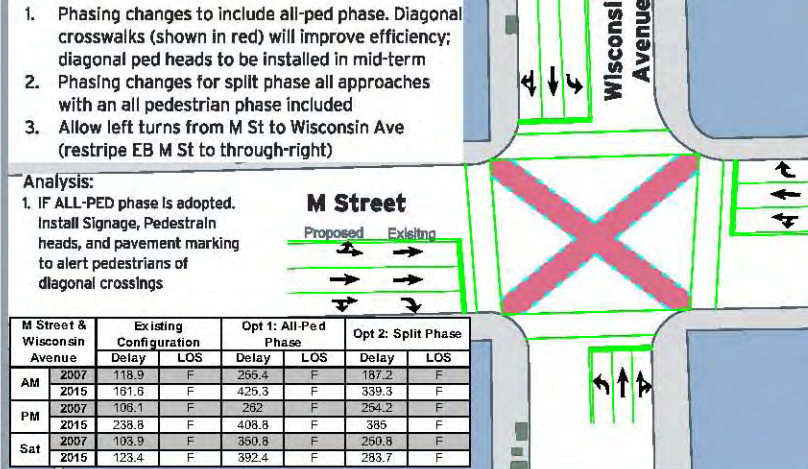 1. Phasing changes to include all-ped phase. Diagonal
crosswalks (shown in red) will improve efficiency;
diagonal ped heads to be installed in mid-term
2. Phasing changes for split phase all approaches
with an all pedestrian phase included
3. Allow left turns from M St to Wisconsin Ave
(restripe EB M St to through-right)
Wisconsi
Avenue
Analysis:
1. IF ALL-PED phase is adopted.
Install Signage, Pedestrain
heads, and pavement marking
to alert pedestrians of
diagonal crossings
M Street
Proposed Exisitng
M Street & Wisconsin Avenue Existing Configuration Opt 1: All-Ped Phase Opt 2: Split Phase
Delay LOS Delay LOS Delay LOS
AM 2007 118.9 F 255.4 F 187.2 F
2015 161.6 F 425.3 F 339.3 F
PM 2007 106.1 F 262 F 254.2 F
2015 238.8 F 408.8 F 385 F
Sat 2007 103.9 F 350.8 F 250.8 F
2015 123.4 F 392.4 F 283.7 F